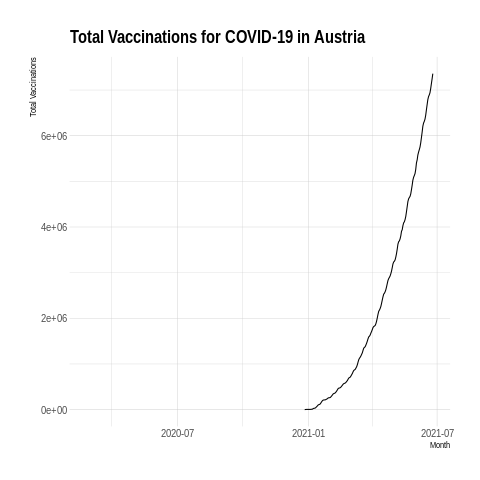 Total Vaccinations for COVID-19 in Austria
Total Vaccinations
6e+06
4e+06
2e+06
0e+00
2020-07
2021-01
2021-07
Month